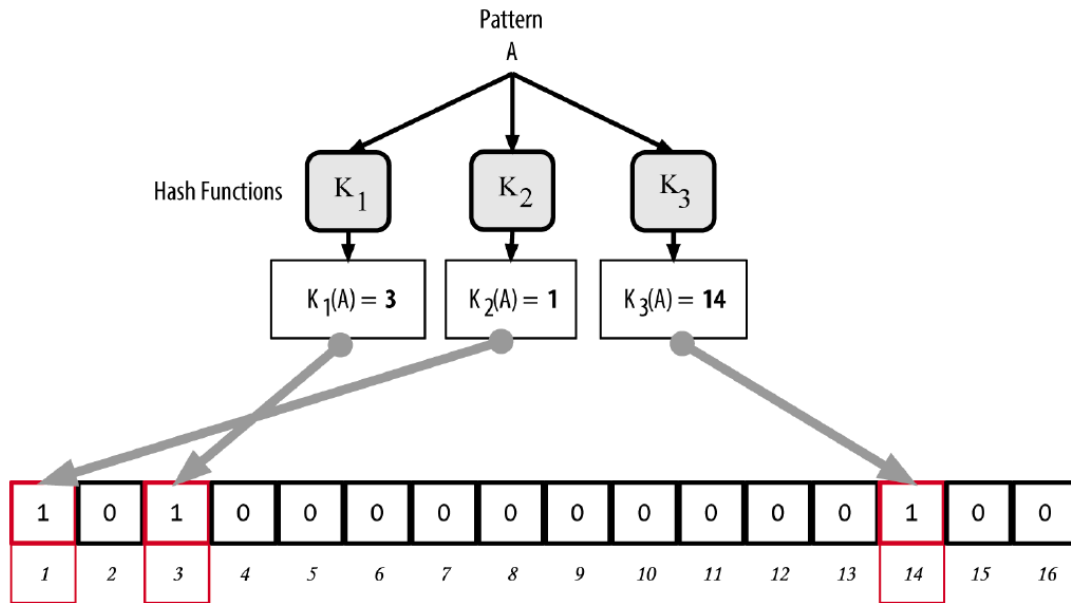 Pattern
A
Hash Functions
K1 K2 K3
K1(A) = 3 K2(A) = 1 K3(A) = 14
1 0 1 0 0 0 0 0 0 0 0 0 0 1 0 0
1 2 3 4 5 6 7 8 9 10 11 12 13 14 15 16